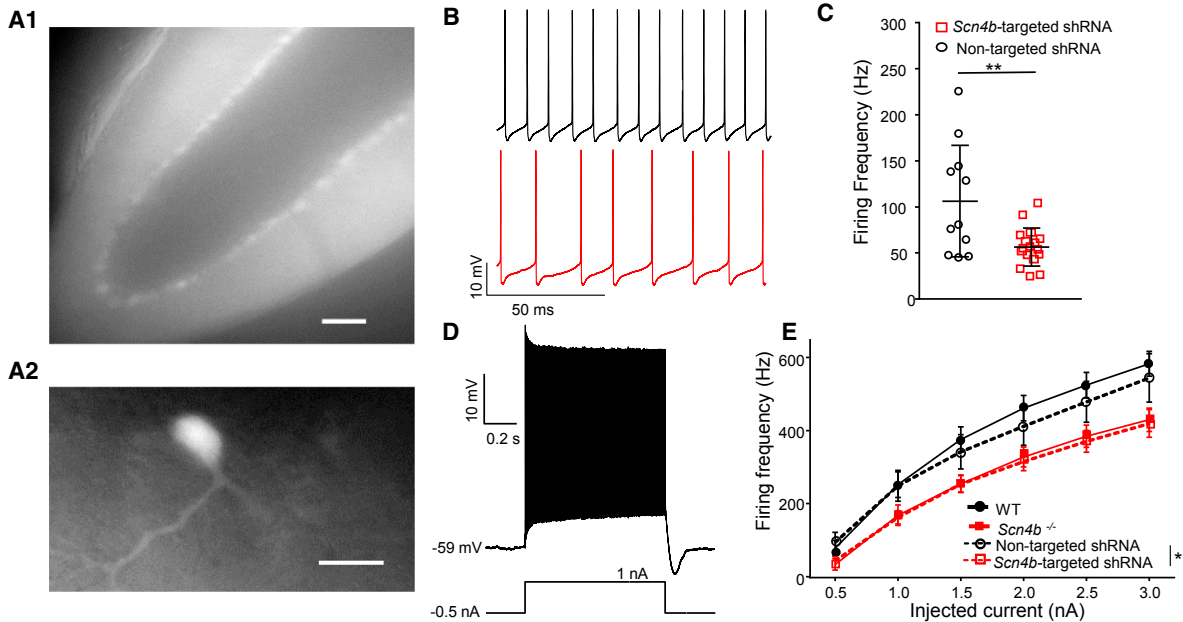 A1
A2
B
10 mV
50 ms
C
Scn4b-targeted shRNA
Non-targeted shRNA
**
Firing Frequency (Hz)
300
250
200
150
100
50
0
D
10 mV
0.2 s
-59 mV
1 nA
-0.5 nA
E
Firing frequency (Hz)
600
400
200
0
WT
Scn4b -/-
Non-targeted shRNA
Scn4b-targeted shRNA
*
0.5 1.0 1.5 2.0 2.5 3.0
Injected current (nA)